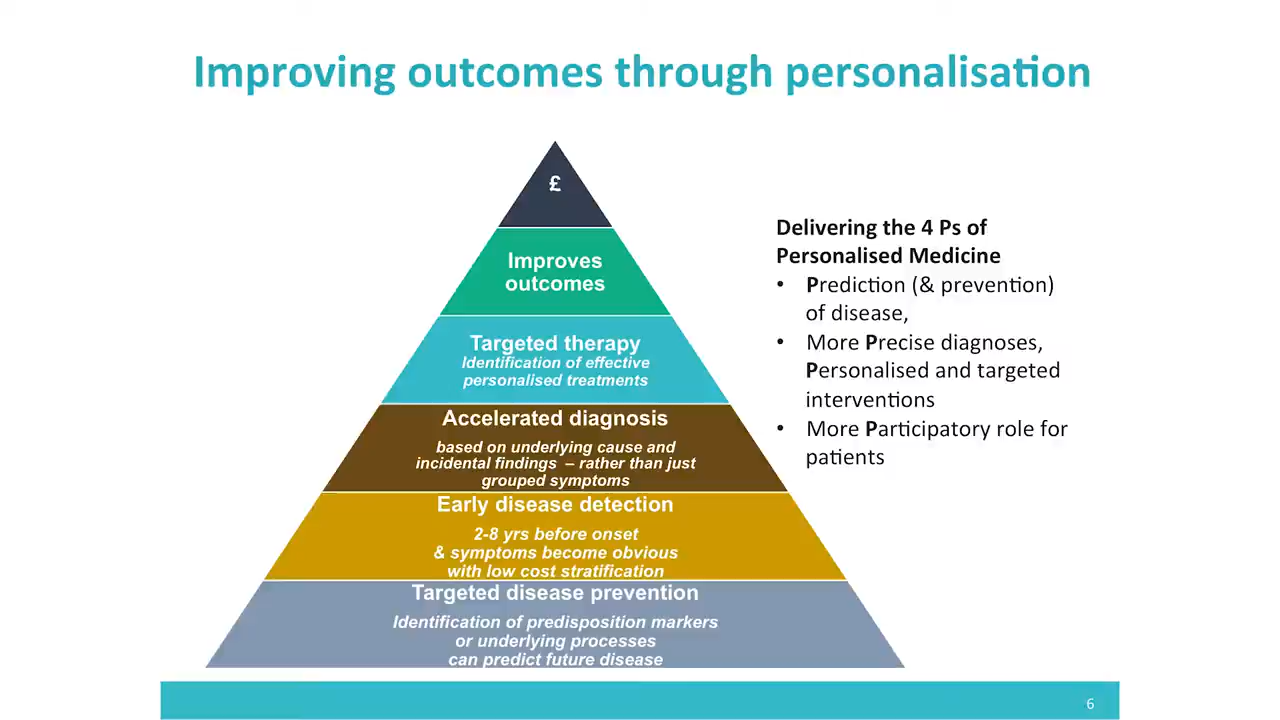 Improving outcomes through personalisation
£
Improves
outcomes
Targeted therapy
Identification of effective
personalised treatments
Accelerated diagnosis
based on underlying cause and
incidental findings – rather than just
grouped symptoms
Early disease detection
2-8 yrs before onset
& symptoms become obvious
with low cost stratification
Targeted disease prevention
Identification of predisposition markers
or underlying processes
can predict future disease
Delivering the 4 Ps of
Personalised Medicine
• Prediction (& prevention)
of disease,
• More Precise diagnoses,
Personalised and targeted
interventions
• More Participatory role for
patients
6